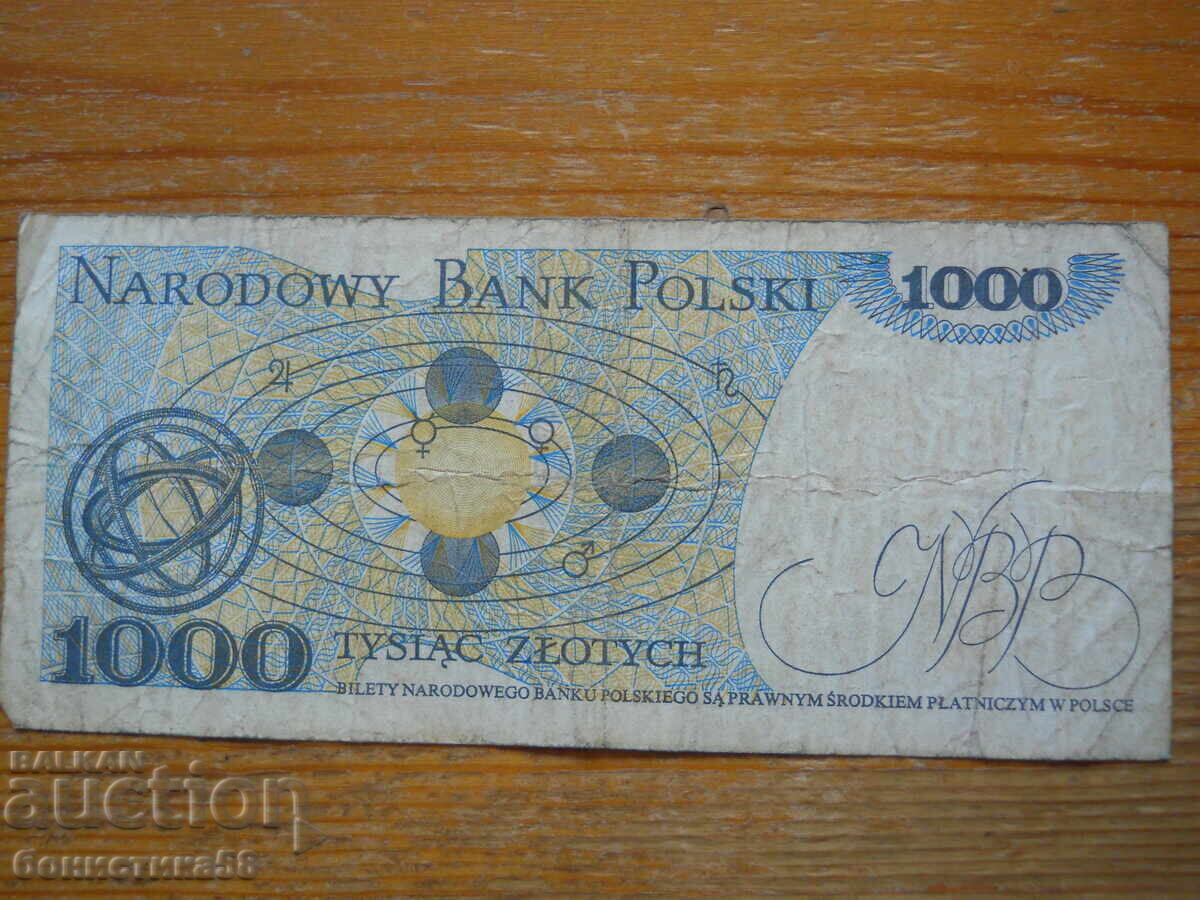 NARODOWY BANK POLSKI
1000
♃
♄
☿
♀
♂
NBP
1000
TYSIĄC ZŁOTYCH
BILETY NARODOWEGO BANKU POLSKIEGO SĄ PRAWNYM ŚRODKIEM PŁATNICZYM W POLSCE
BALKAN
auction
бонистика58